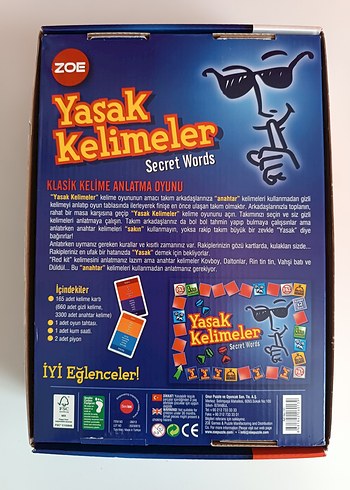 ZOE
Yasak
Kelimeler
Secret Words
KLASİK KELİME ANLATMA OYUNU
"Yasak Kelimeler" kelime oyununun amacı takım arkadaşlarınıza "anahtar" kelimeleri kullanmadan gizli
kelimeyi anlatıp oyun tablasında ilerleyerek finişe en önce ulaşan takım olmaktır. Arkadaşlarınızla toplanın,
rahat bir masa karşısına geçip "Yasak Kelimeler" kelime oyununu açın. Takımınızı seçin ve siz gizli
kelimeleri anlatmaya çalışın. Takım arkadaşlarınız da bol bol tahmin yapıp bulmaya çalışsınlar ama
anlatırken anahtar kelimeleri "sakın" kullanmayın, yoksa rakip takım büyük bir zevkle "Yasak" diye
bağırırlar!
Anlatırken uymanız gereken kurallar ve kısıtlı zamanınız var. Rakiplerinizin gözü kartlarda, kulakları sizde...
Rakipleriniz en ufak bir hatanızda "Yasak" demek için bekliyorlar.
"Red kit" kelimesini anlatmanız lazım ama anahtar kelimeler Kovboy, Daltonlar, Rin tin tin, Vahşi batı ve
Düldül... Bu "anahtar" kelimeleri kullanmadan anlatmanız gerekiyor.
İçindekiler
165 adet kelime kartı
(660 adet gizli kelime,
3300 adet anahtar kelime)
1 adet oyun tahtası.
1 adet kum saati.
2 adet piyon
Yasak
Kelimeler
Secret Words
İYİ Eğlenceler!
FSC
CE